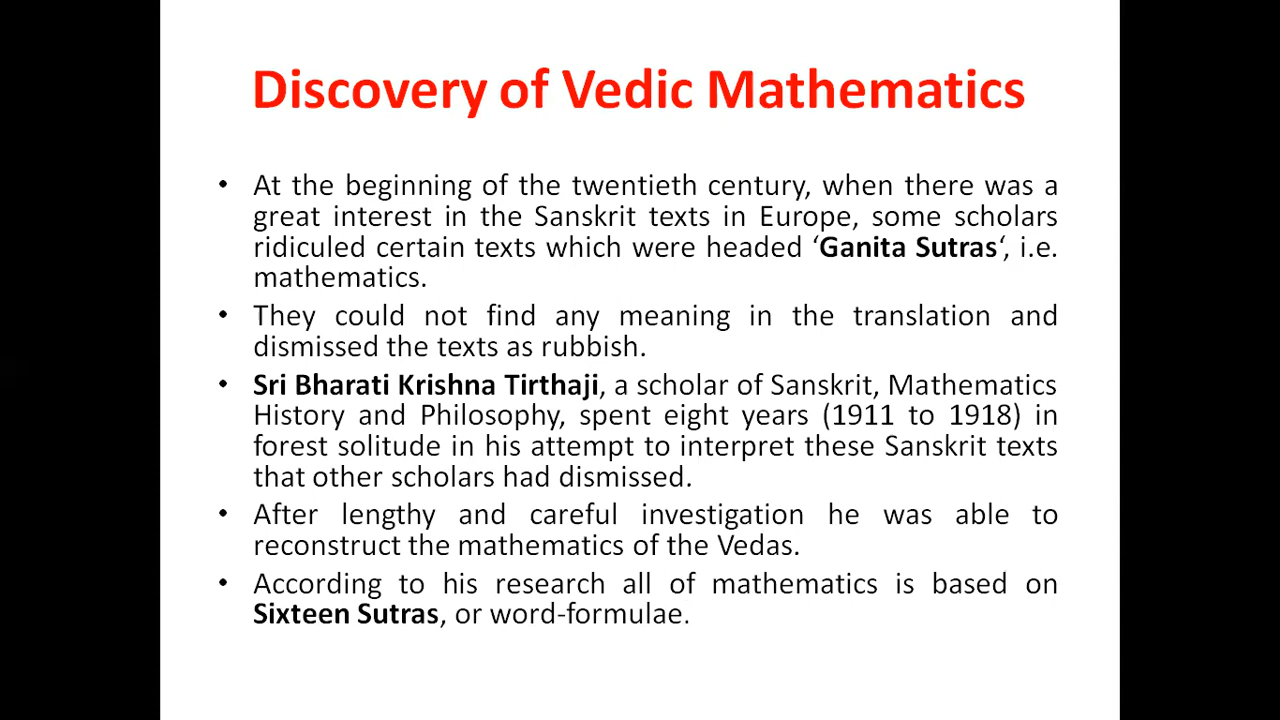 Discovery of Vedic Mathematics
• At the beginning of the twentieth century, when there was a
great interest in the Sanskrit texts in Europe, some scholars
ridiculed certain texts which were headed ‘Ganita Sutras‘, i.e.
mathematics.
• They could not find any meaning in the translation and
dismissed the texts as rubbish.
• Sri Bharati Krishna Tirthaji, a scholar of Sanskrit, Mathematics
History and Philosophy, spent eight years (1911 to 1918) in
forest solitude in his attempt to interpret these Sanskrit texts
that other scholars had dismissed.
• After lengthy and careful investigation he was able to
reconstruct the mathematics of the Vedas.
• According to his research all of mathematics is based on
Sixteen Sutras, or word-formulae.